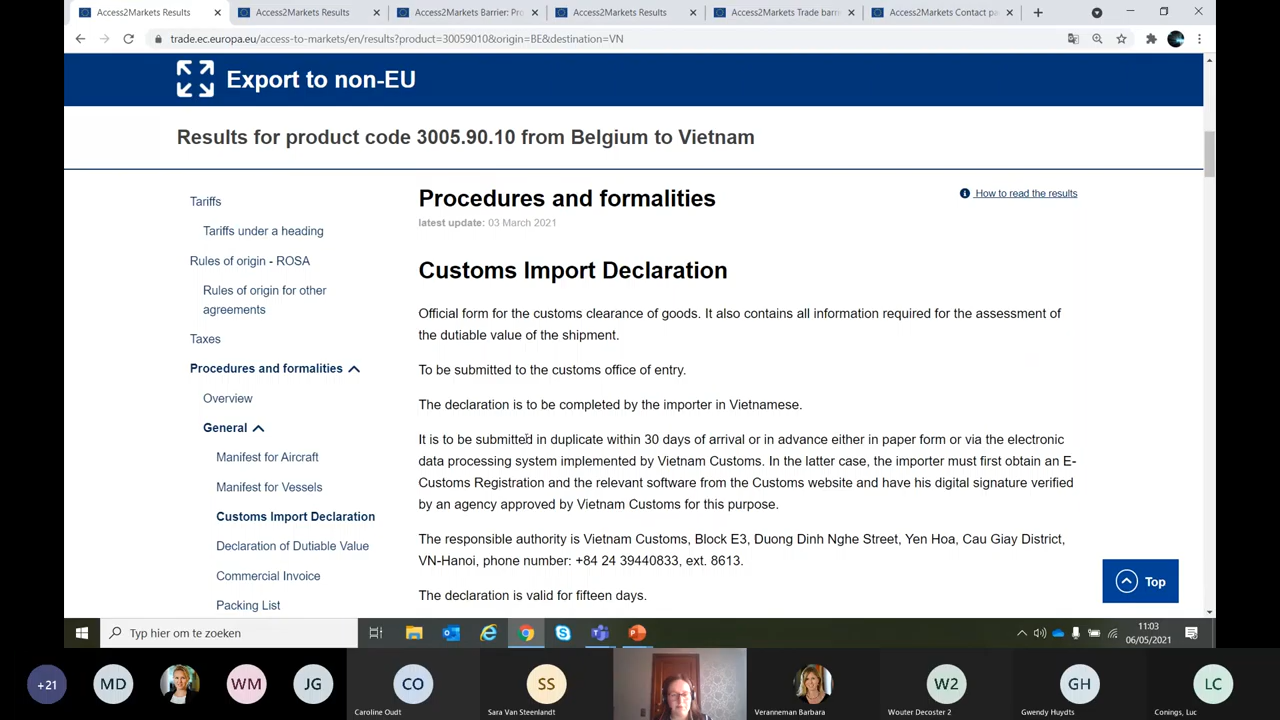 Access2Markets Results
Access2Markets Results
Access2Markets Barrier: Pro
Access2Markets Results
Access2Markets Trade barri
Access2Markets Contact pa
trade.ec.europa.eu/access-to-markets/en/results?product=30059010&origin=BE&destination=VN
Export to non-EU
Results for product code 3005.90.10 from Belgium to Vietnam
Tariffs
Tariffs under a heading
Rules of origin - ROSA
Rules of origin for other
agreements
Taxes
Procedures and formalities
Overview
General
Manifest for Aircraft
Manifest for Vessels
Customs Import Declaration
Declaration of Dutiable Value
Commercial Invoice
Packing List
Procedures and formalities
How to read the results
latest update: 03 March 2021
Customs Import Declaration
Official form for the customs clearance of goods. It also contains all information required for the assessment of
the dutiable value of the shipment.
To be submitted to the customs office of entry.
The declaration is to be completed by the importer in Vietnamese.
It is to be submitted in duplicate within 30 days of arrival or in advance either in paper form or via the electronic
data processing system implemented by Vietnam Customs. In the latter case, the importer must first obtain an E-
Customs Registration and the relevant software from the Customs website and have his digital signature verified
by an agency approved by Vietnam Customs for this purpose.
The responsible authority is Vietnam Customs, Block E3, Duong Dinh Nghe Street, Yen Hoa, Cau Giay District,
VN-Hanoi, phone number: +84 24 39440833, ext. 8613.
The declaration is valid for fifteen days.
Top
Typ hier om te zoeken
11:03
06/05/2021
+21
MD
WM
JG
CO
Caroline Oudt
SS
Sara Van Steenlandt
Veranneman Barbara
W2
Wouter Decoster 2
GH
Gwendy Huydts
LC
Conings, Luc